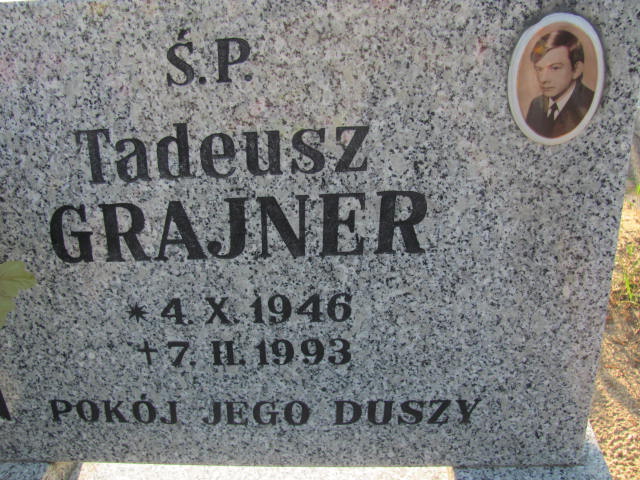 Ś.P.
Tadeusz
GRAJNER
* 4. X. 1946
+ 7. II. 1993
POKÓJ JEGO DUSZY